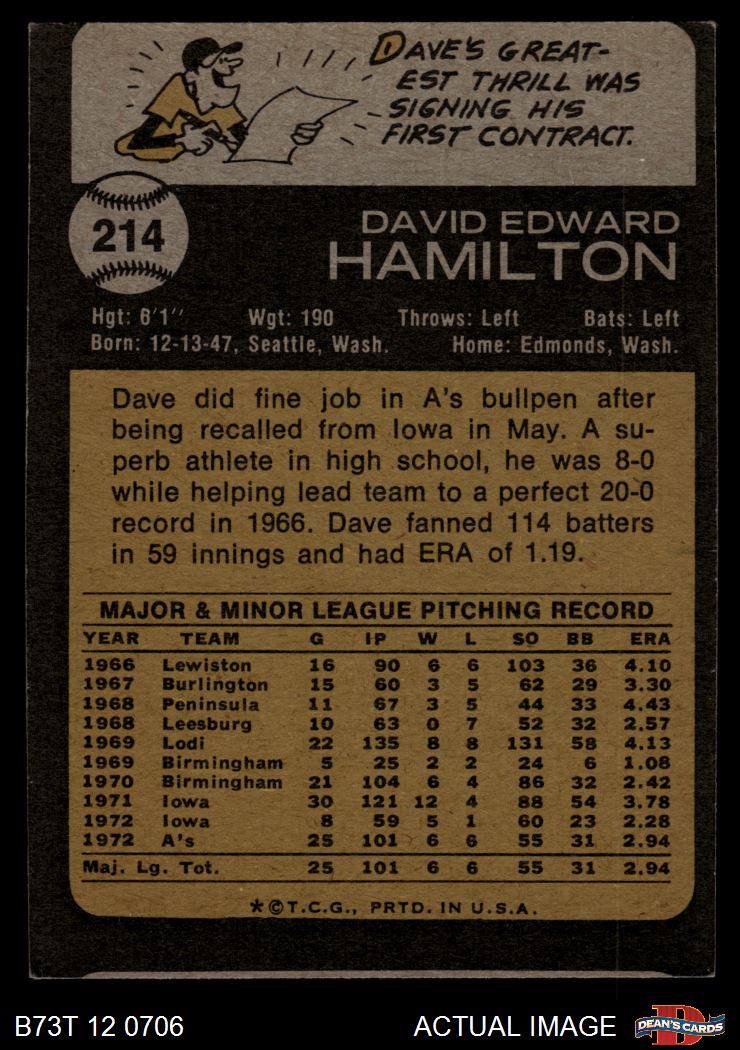 DAVE'S GREAT-
EST THRILL WAS
SIGNING HIS
FIRST CONTRACT.
214
DAVID EDWARD
HAMILTON
Hgt: 6'1" Wgt: 190 Throws: Left Bats: Left
Born: 12-13-47, Seattle, Wash. Home: Edmonds, Wash.
Dave did fine job in A's bullpen after
being recalled from Iowa in May. A su-
perb athlete in high school, he was 8-0
while helping lead team to a perfect 20-0
record in 1966. Dave fanned 114 batters
in 59 innings and had ERA of 1.19.
MAJOR & MINOR LEAGUE PITCHING RECORD
YEAR TEAM G IP W L SO BB ERA
1966 Lewiston 16 90 6 6 103 36 4.10
1967 Burlington 15 60 3 5 62 29 3.30
1968 Peninsula 11 67 3 5 44 33 4.43
1968 Leesburg 10 63 0 7 52 32 2.57
1969 Lodi 22 135 8 8 131 58 4.13
1969 Birmingham 5 25 2 2 24 6 1.08
1970 Birmingham 21 104 6 4 86 32 2.42
1971 Iowa 30 121 12 4 88 54 3.78
1972 Iowa 8 59 5 1 60 23 2.28
1972 A's 25 101 6 6 55 31 2.94
Maj. Lg. Tot. 25 101 6 6 55 31 2.94
*©T.C.G., PRTD. IN U.S.A.
B73T 12 0706 ACTUAL IMAGE
D
DEAN'S CARDS